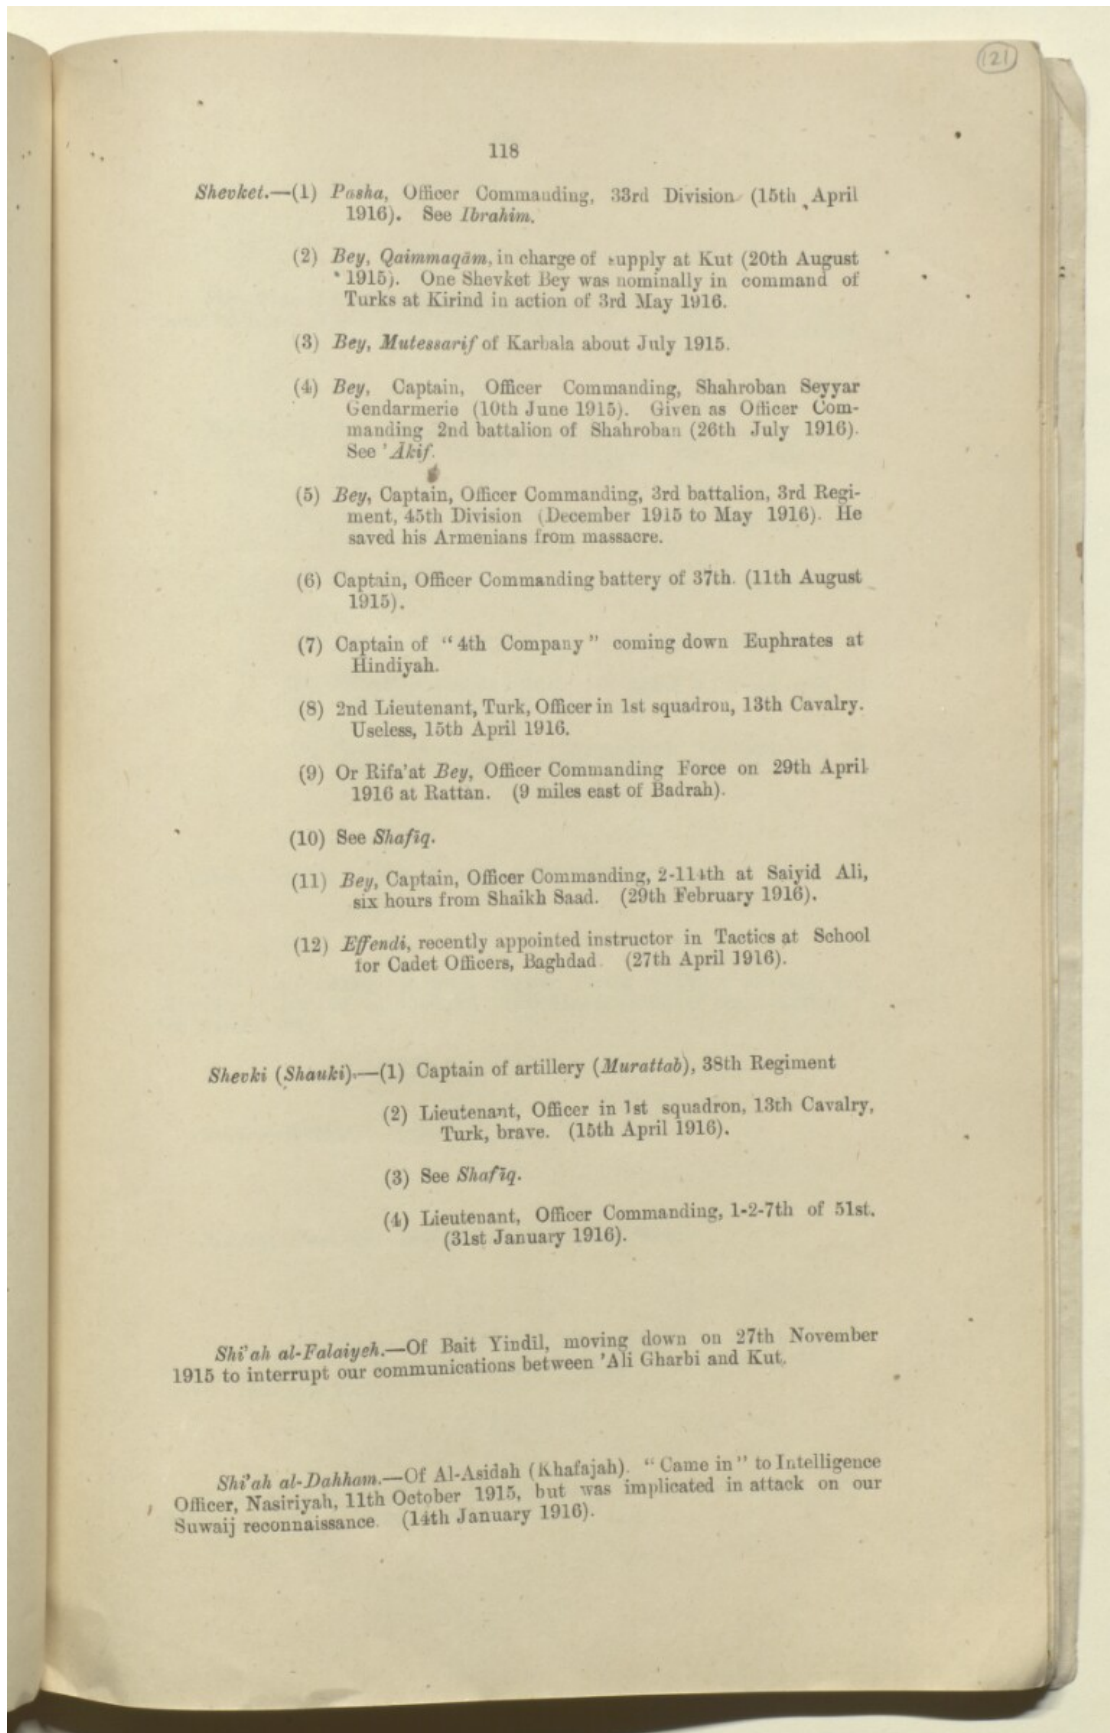 121
118
Shevket.—(1) Pasha, Officer Commanding, 33rd Division (15th April
1916). See Ibrahim.
(2) Bey, Qaimmaqām, in charge of supply at Kut (20th August
1915). One Shevket Bey was nominally in command of
Turks at Kirind in action of 3rd May 1916.
(3) Bey, Mutessarif of Karbala about July 1915.
(4) Bey, Captain, Officer Commanding, Shahroban Seyyar
Gendarmerie (10th June 1915). Given as Officer Com-
manding 2nd battalion of Shahroban (26th July 1916).
See 'Ākif.
(5) Bey, Captain, Officer Commanding, 3rd battalion, 3rd Regi-
ment, 45th Division (December 1915 to May 1916). He
saved his Armenians from massacre.
(6) Captain, Officer Commanding battery of 37th. (11th August
1915).
(7) Captain of "4th Company" coming down Euphrates at
Hindiyah.
(8) 2nd Lieutenant, Turk, Officer in 1st squadron, 13th Cavalry.
Useless, 15th April 1916.
(9) Or Rifa'at Bey, Officer Commanding Force on 29th April
1916 at Rattan. (9 miles east of Badrah).
(10) See Shafīq.
(11) Bey, Captain, Officer Commanding, 2-114th at Saiyid Ali,
six hours from Shaikh Saad. (29th February 1916).
(12) Effendi, recently appointed instructor in Tactics at School
for Cadet Officers, Baghdad. (27th April 1916).
Shevki (Shauki).—(1) Captain of artillery (Murattab), 38th Regiment
(2) Lieutenant, Officer in 1st squadron, 13th Cavalry,
Turk, brave. (15th April 1916).
(3) See Shafīq.
(4) Lieutenant, Officer Commanding, 1-2-7th of 51st.
(31st January 1916).
Shi'ah al-Falaiyeh.—Of Bait Yindil, moving down on 27th November
1915 to interrupt our communications between 'Ali Gharbi and Kut.
Shi'ah al-Dahham.—Of Al-Asidah (Khafajah). "Came in" to Intelligence
Officer, Nasiriyah, 11th October 1915, but was implicated in attack on our
Suwaij reconnaissance. (14th January 1916).